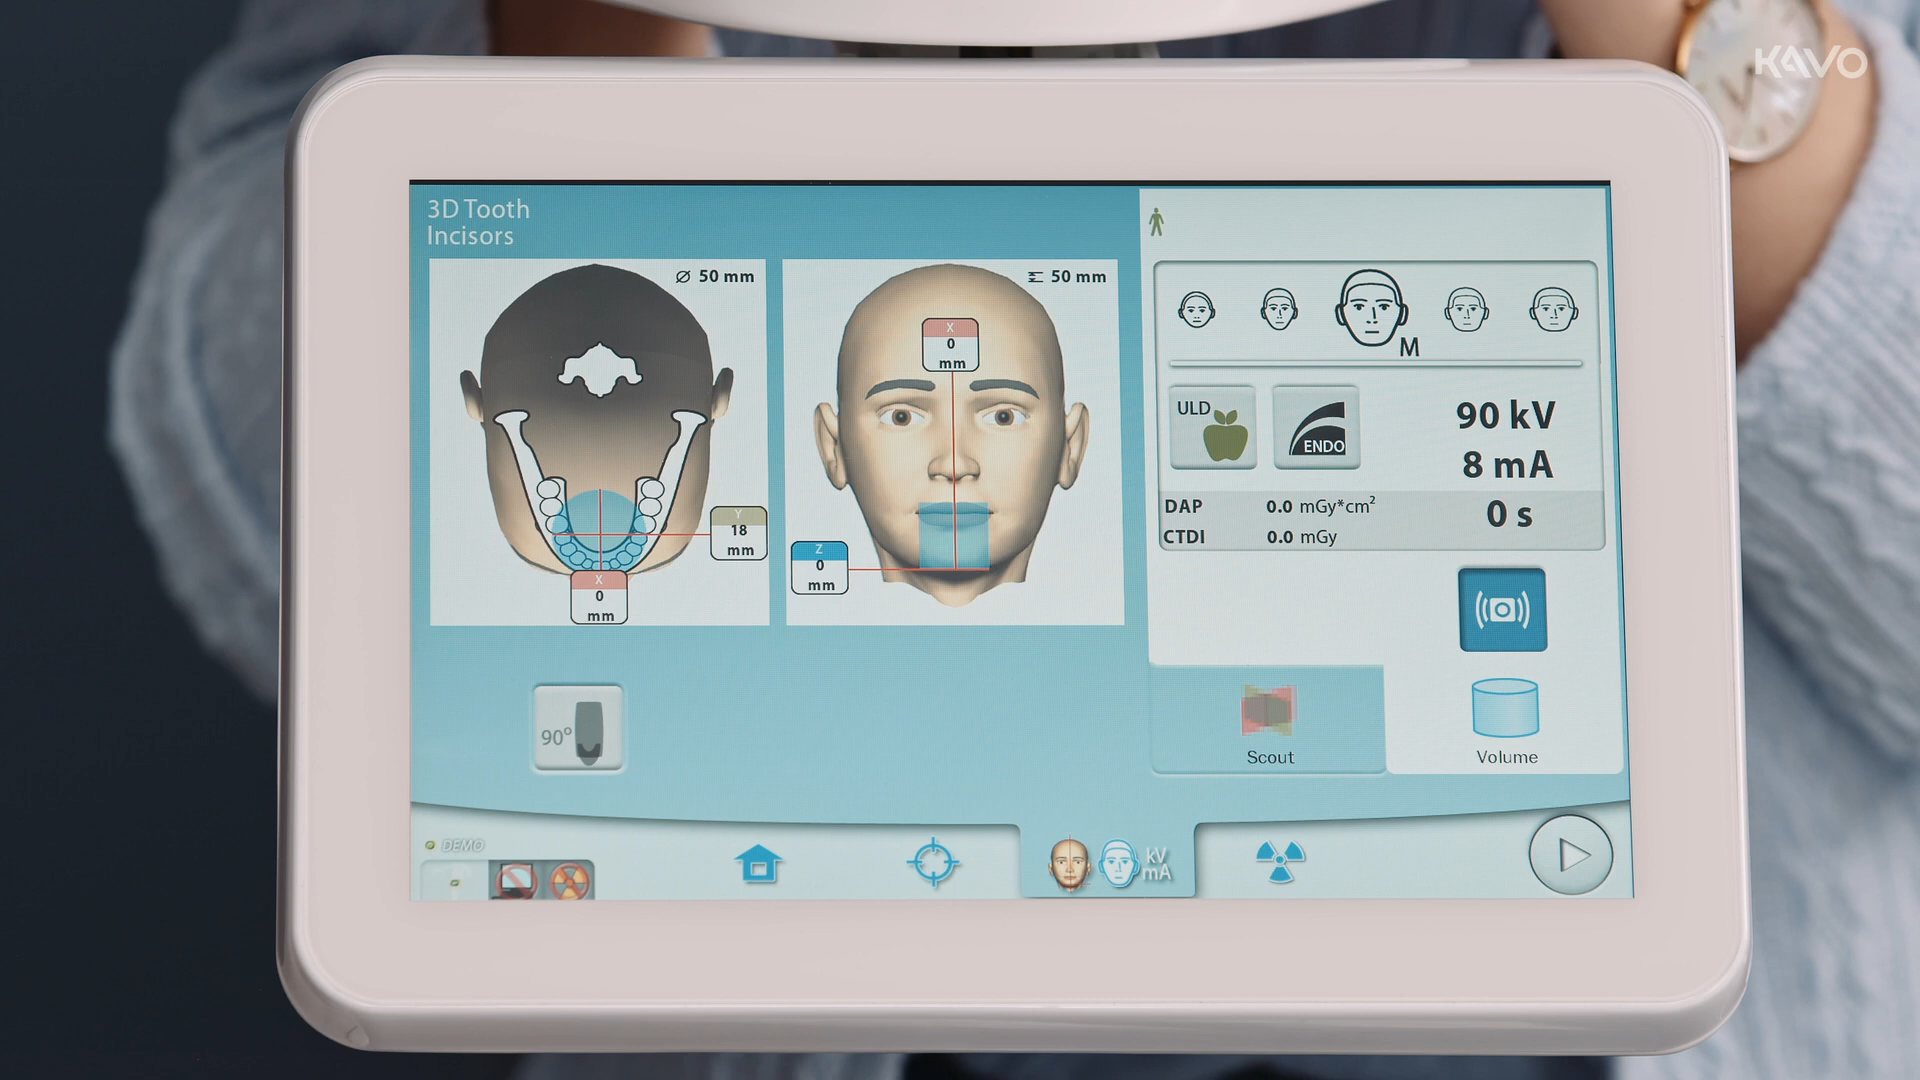 KAVO
3D Tooth
Incisors
Ø 50 mm
50 mm
X
0
mm
Y
18
mm
X
0
mm
Z
0
mm
M
ULD
ENDO
90 kV
8 mA
0 s
DAP 0.0 mGy*cm²
CTDI 0.0 mGy
90°
Scout
Volume
DEMO
kV
mA